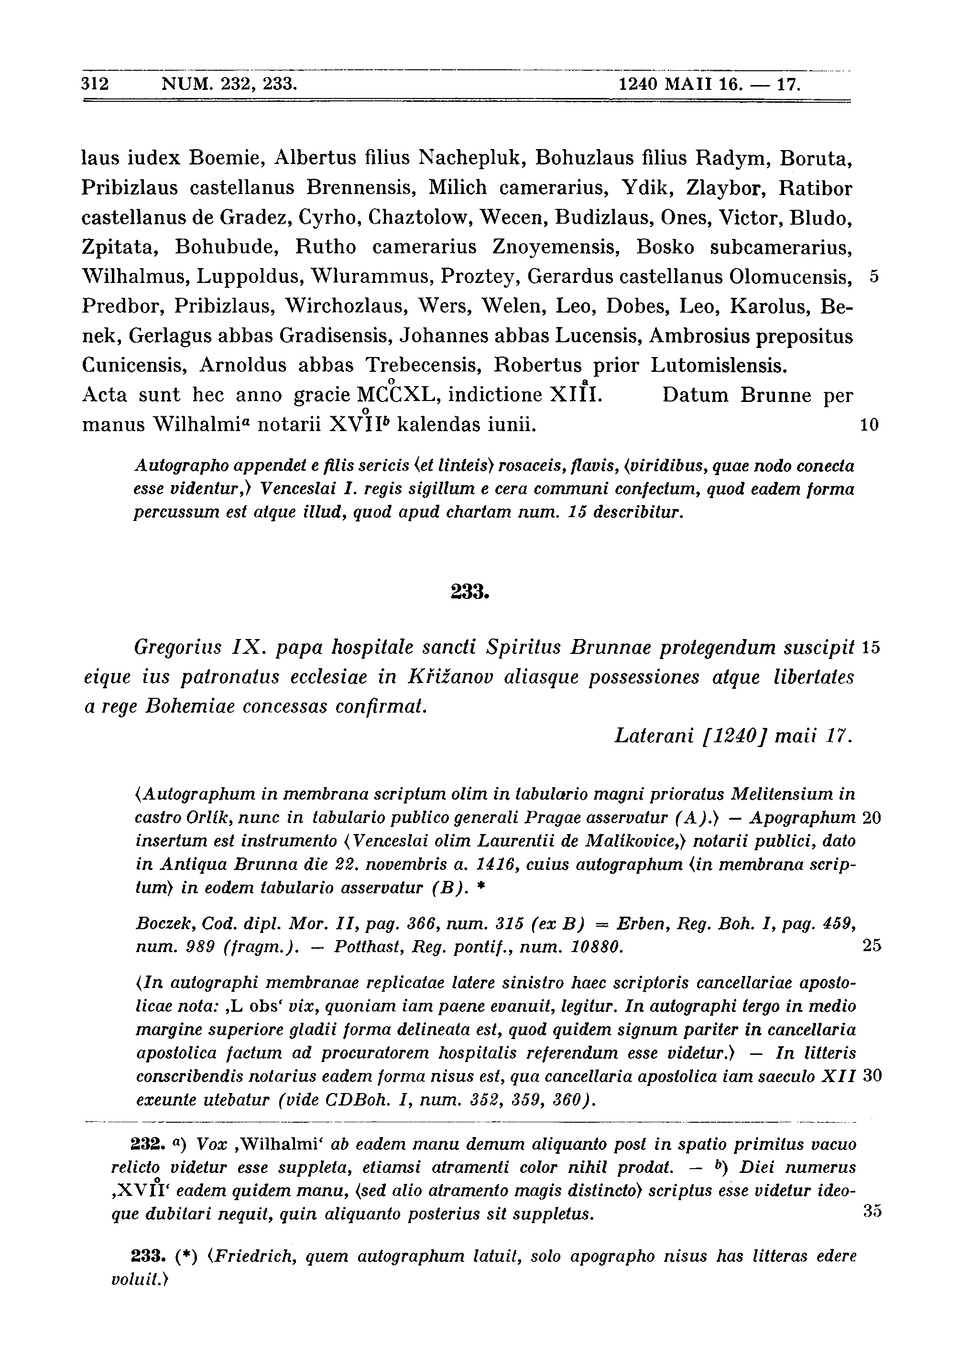 312 NUM. 232, 233. 1240 MAII 16. — 17.
laus iudex Boemie, Albertus filius Nachepluk, Bohuzlaus filius Radym, Boruta,
Pribizlaus castellanus Brennensis, Milich camerarius, Ydik, Zlaybor, Ratibor
castellanus de Gradez, Cyrho, Chaztolow, Wecen, Budizlaus, Ones, Victor, Bludo,
Zpitata, Bohubude, Rutho camerarius Znoyemensis, Bosko subcamerarius,
Wilhalmus, Luppoldus, Wlurammus, Proztey, Gerardus castellanus Olomucensis, 5
Predbor, Pribizlaus, Wirchozlaus, Wers, Welen, Leo, Dobes, Leo, Karolus, Be-
nek, Gerlagus abbas Gradisensis, Johannes abbas Lucensis, Ambrosius prepositus
Cunicensis, Arnoldus abbas Trebecensis, Robertus prior Lutomislensis.
Acta sunt hec anno gracie MCC̊XL, indictione XIIIͣ. Datum Brunne per
manus Wilhalmiᵃ notarii XVI̊Iᵇ kalendas iunii. 10
Autographo appendet e filis sericis ⟨et linteis⟩ rosaceis, flavis, ⟨viridibus, quae nodo conecta
esse videntur,⟩ Venceslai I. regis sigillum e cera communi confectum, quod eadem forma
percussum est atque illud, quod apud chartam num. 15 describitur.
233.
Gregorius IX. papa hospitale sancti Spiritus Brunnae protegendum suscipit 15
eique ius patronatus ecclesiae in Křižanov aliasque possessiones atque libertates
a rege Bohemiae concessas confirmat.
Laterani [1240] maii 17.
⟨Autographum in membrana scriptum olim in tabulario magni prioratus Melitensium in
castro Orlík, nunc in tabulario publico generali Pragae asservatur (A).⟩ — Apographum 20
insertum est instrumento ⟨Venceslai olim Laurentii de Malíkovice,⟩ notarii publici, dato
in Antiqua Brunna die 22. novembris a. 1416, cuius autographum ⟨in membrana scrip-
tum⟩ in eodem tabulario asservatur (B). *
Boczek, Cod. dipl. Mor. II, pag. 366, num. 315 (ex B) = Erben, Reg. Boh. I, pag. 459,
num. 989 (fragm.). — Potthast, Reg. pontif., num. 10880. 25
⟨In autographi membranae replicatae latere sinistro haec scriptoris cancellariae aposto-
licae nota: ‚L obs‘ vix, quoniam iam paene evanuit, legitur. In autographi tergo in medio
margine superiore gladii forma delineata est, quod quidem signum pariter in cancellaria
apostolica factum ad procuratorem hospitalis referendum esse videtur.⟩ — In litteris
conscribendis notarius eadem forma nisus est, qua cancellaria apostolica iam saeculo XII 30
exeunte utebatur (vide CDBoh. I, num. 352, 359, 360).
232. ᵃ) Vox ‚Wilhalmi‘ ab eadem manu demum aliquanto post in spatio primitus vacuo
relicto videtur esse suppleta, etiamsi atramenti color nihil prodat. — ᵇ) Diei numerus
‚XVI̊I‘ eadem quidem manu, ⟨sed alio atramento magis distincto⟩ scriptus esse videtur ideo-
que dubitari nequit, quin aliquanto posterius sit suppletus. 35
233. (*) ⟨Friedrich, quem autographum latuit, solo apographo nisus has litteras edere
voluit.⟩